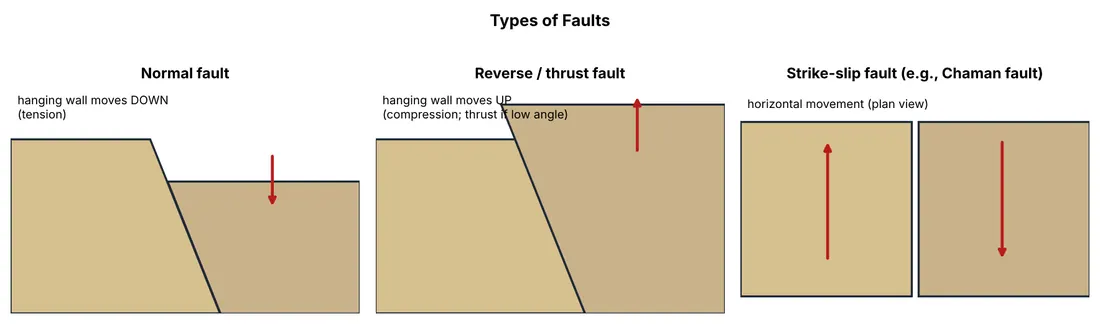 Types of Faults
Normal fault
hanging wall moves DOWN
(tension)
Reverse / thrust fault
hanging wall moves UP
(compression; thrust if low angle)
Strike-slip fault (e.g., Chaman fault)
horizontal movement (plan view)